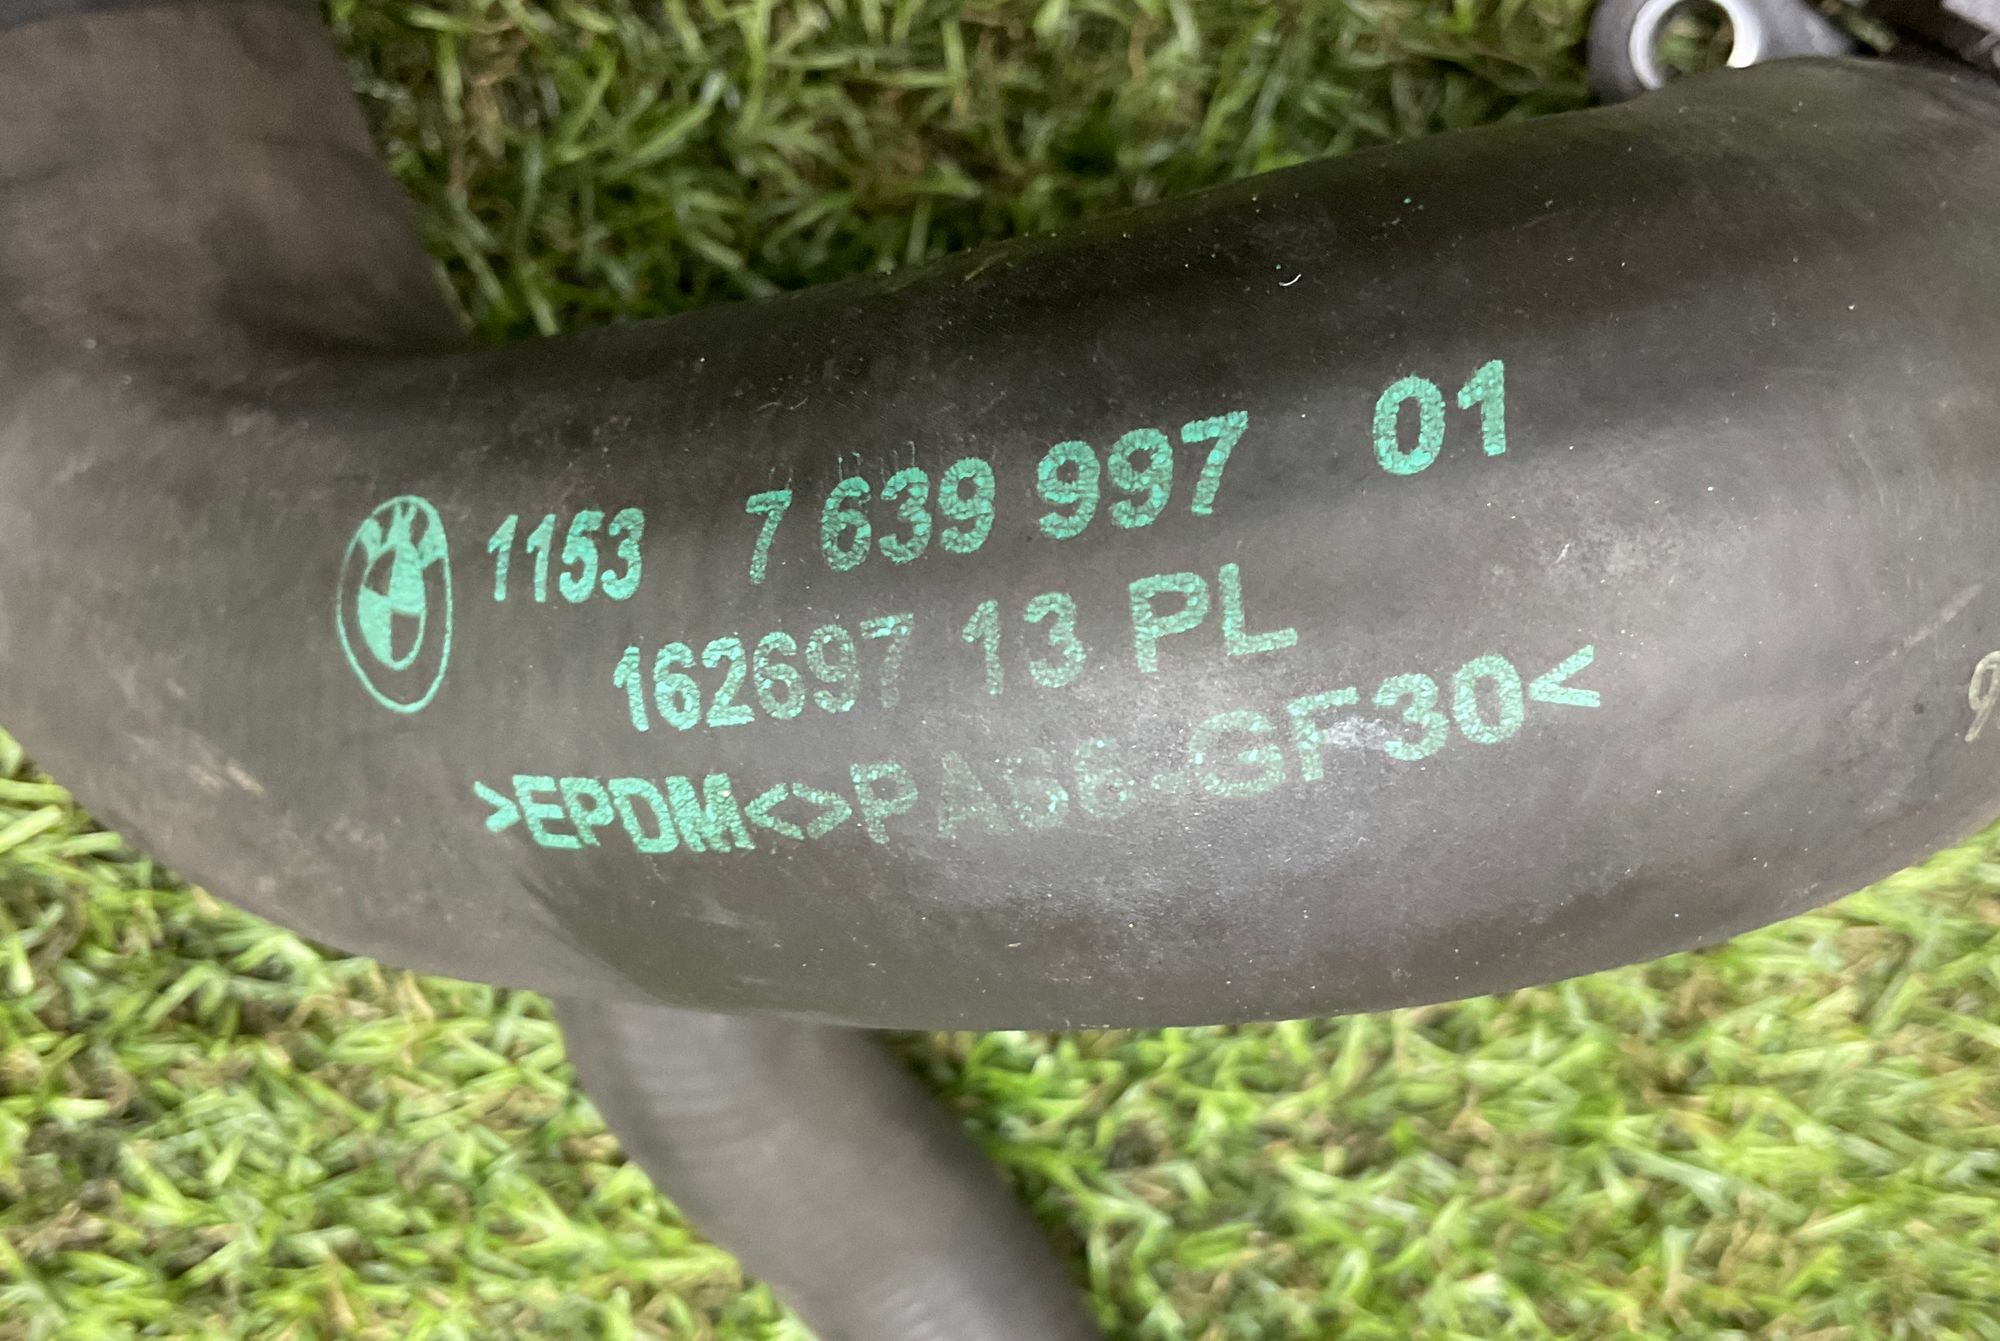 1153 7 639 997 01
162697 13 PL
>EPDM<>PA66-GF30<